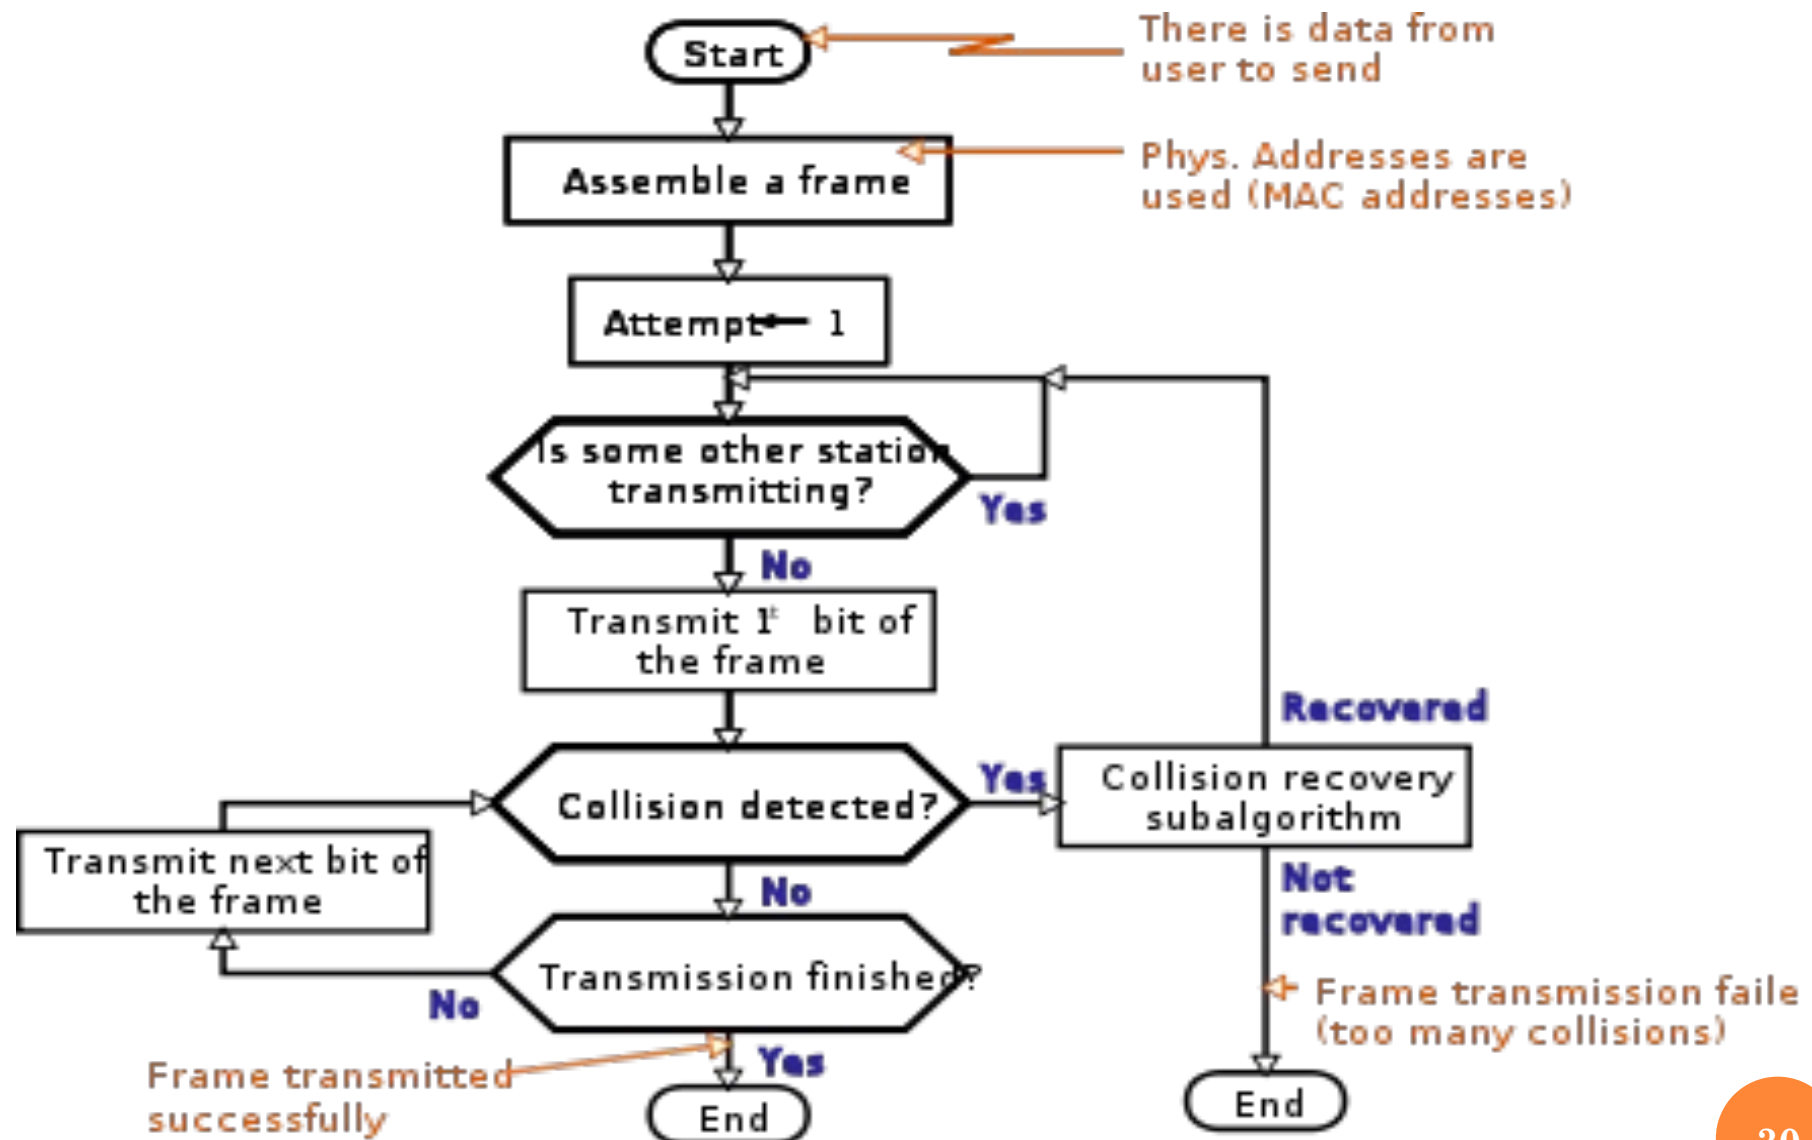 Start
There is data from
user to send
Assemble a frame
Phys. Addresses are
used (MAC addresses)
Attempt ← 1
Is some other station
transmitting?
Yes
No
Transmit 1st bit of
the frame
Recovered
Collision detected?
Yes
Collision recovery
subalgorithm
Transmit next bit of
the frame
No
Not
recovered
Transmission finished?
No
Frame transmission faile
(too many collisions)
Frame transmitted
successfully
Yes
End
End